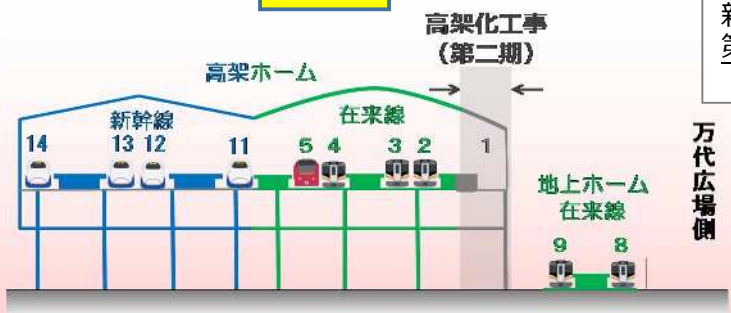 高架化工事
(第二期)
新
第
高架ホーム
新幹線
在来線
14
13 12
11
5 4
3 2
1
万代広場側
地上ホーム
在来線
9 8